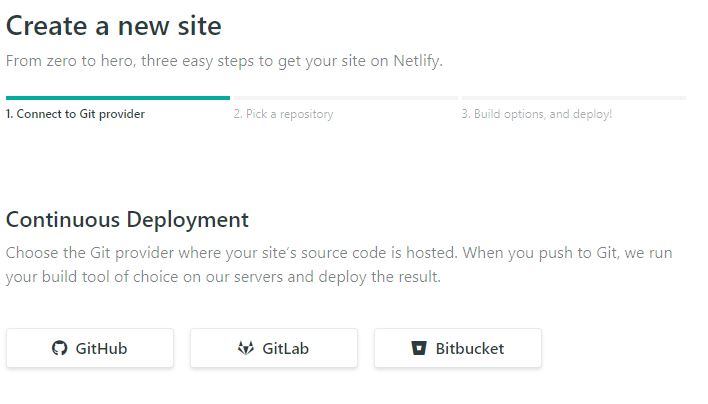 Create a new site
From zero to hero, three easy steps to get your site on Netlify.
1. Connect to Git provider
2. Pick a repository
3. Build options, and deploy!
Continuous Deployment
Choose the Git provider where your site's source code is hosted. When you push to Git, we run
your build tool of choice on our servers and deploy the result.
GitHub
GitLab
Bitbucket